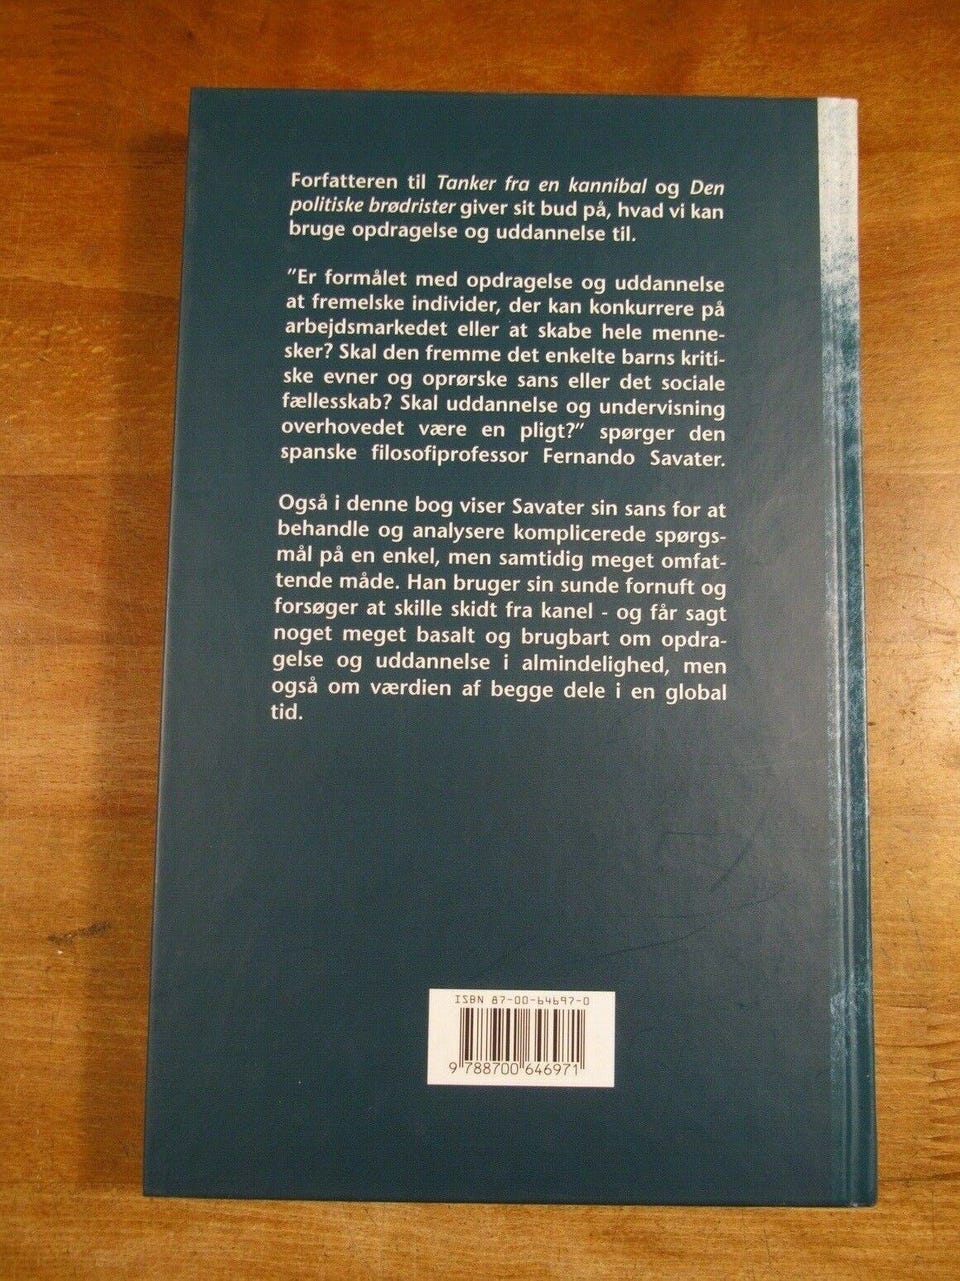 Forfatteren til Tanker fra en kannibal og Den
politiske brødrister giver sit bud på, hvad vi kan
bruge opdragelse og uddannelse til.
”Er formålet med opdragelse og uddannelse
at fremelske individer, der kan konkurrere på
arbejdsmarkedet eller at skabe hele menne-
sker? Skal den fremme det enkelte barns kriti-
ske evner og oprørske sans eller det sociale
fællesskab? Skal uddannelse og undervisning
overhovedet være en pligt?” spørger den
spanske filosofiprofessor Fernando Savater.
Også i denne bog viser Savater sin sans for at
behandle og analysere komplicerede spørgs-
mål på en enkel, men samtidig meget omfat-
tende måde. Han bruger sin sunde fornuft og
forsøger at skille skidt fra kanel - og får sagt
noget meget basalt og brugbart om opdra-
gelse og uddannelse i almindelighed, men
også om værdien af begge dele i en global
tid.
ISBN 87-00-64697-0
9 788700 646971